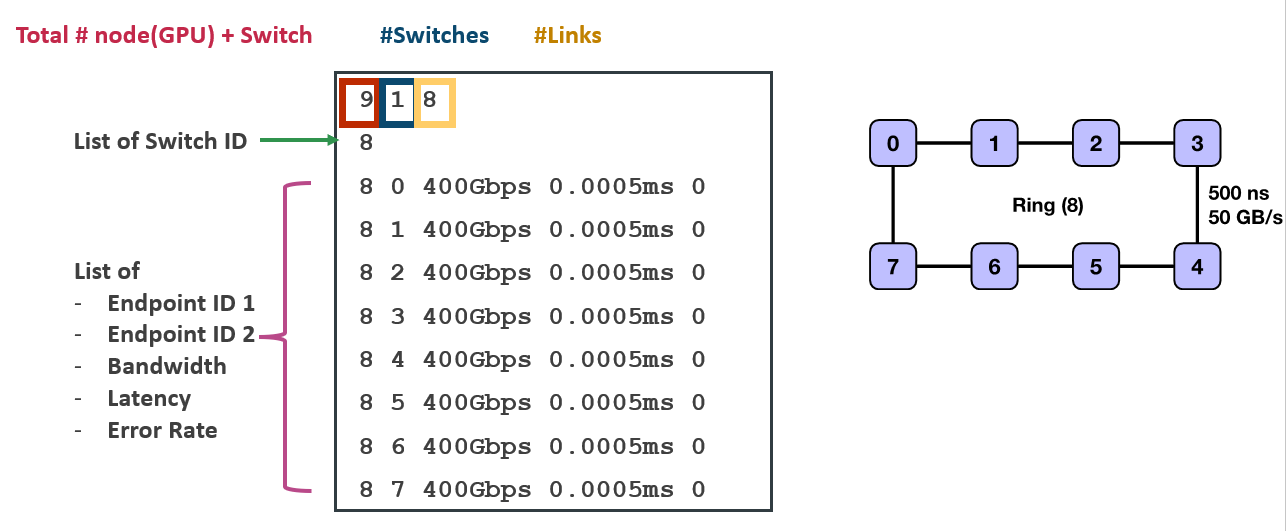 Total # node(GPU) + Switch #Switches #Links
9 1 8
List of Switch ID
8
8 0 400Gbps 0.0005ms 0
8 1 400Gbps 0.0005ms 0
8 2 400Gbps 0.0005ms 0
8 3 400Gbps 0.0005ms 0
8 4 400Gbps 0.0005ms 0
8 5 400Gbps 0.0005ms 0
8 6 400Gbps 0.0005ms 0
8 7 400Gbps 0.0005ms 0
List of
- Endpoint ID 1
- Endpoint ID 2
- Bandwidth
- Latency
- Error Rate
0 1 2 3
Ring (8)
500 ns
50 GB/s
7 6 5 4